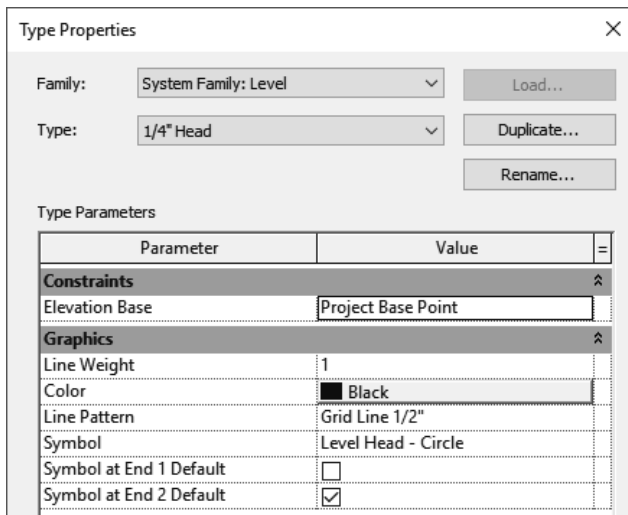 Type Properties
Family: System Family: Level Load...
Type: 1/4" Head Duplicate...
Rename...
Type Parameters
Parameter Value =
Constraints
Elevation Base Project Base Point
Graphics
Line Weight 1
Color Black
Line Pattern Grid Line 1/2"
Symbol Level Head - Circle
Symbol at End 1 Default
Symbol at End 2 Default